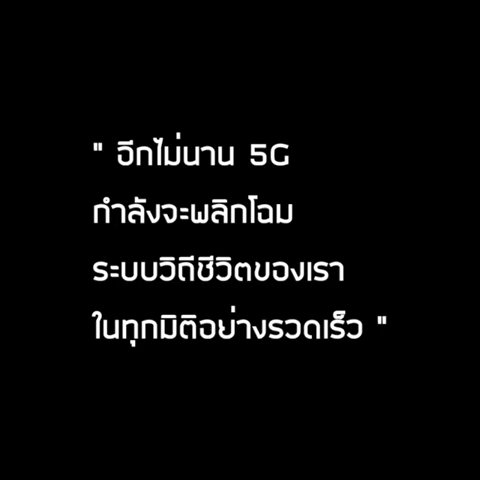 " อีกไม่นาน 5G
กำลังจะพลิกโฉม
ระบบวิถีชีวิตของเรา
ในทุกมิติอย่างรวดเร็ว "